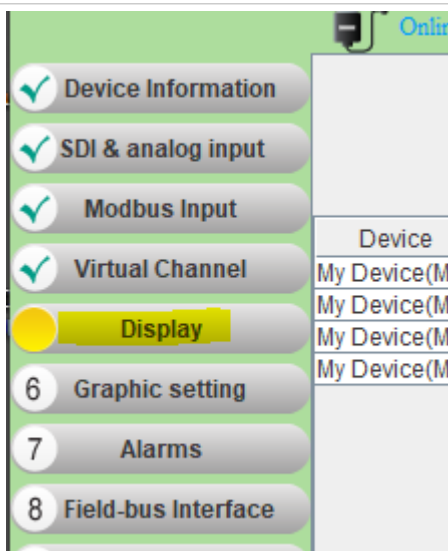 Onlin
Device Information
SDI & analog input
Modbus Input
Virtual Channel
Display
6 Graphic setting
7 Alarms
8 Field-bus Interface
Device
My Device(M
My Device(M
My Device(M
My Device(M